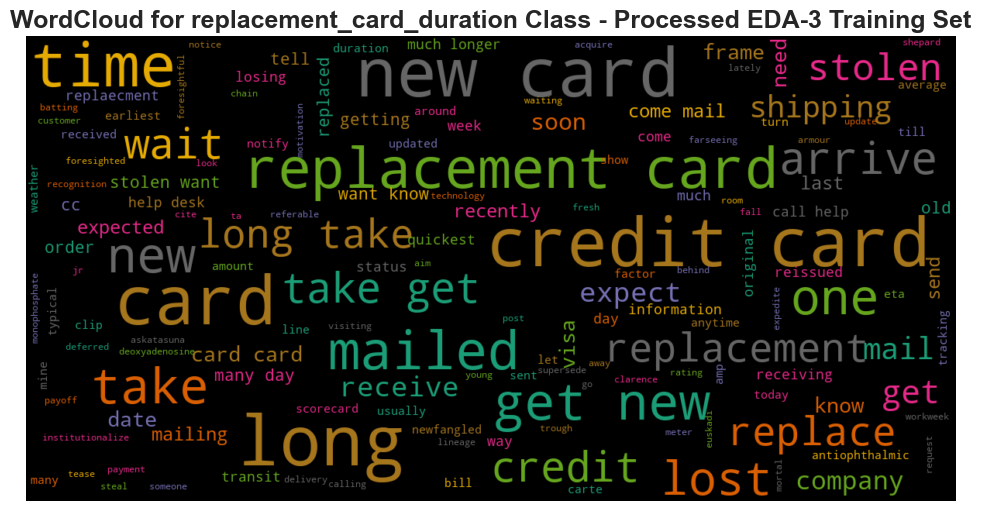 WordCloud for replacement_card_duration Class - Processed EDA-3 Training Set
time
notice
foresightful
new card
duration
much longer
acquire
lately
frame
need
shepard
stolen
average
tell
losing
chain
replaced
replaecment
batting
earliest
customer
received
foresighted
wait
getting
around
week
waiting
soon
come mail
shipping
turn
update
armour
till
farseeing
come
motivation
notify
look
updated
replacement card
show
arrive
last
weather
recognition
stolen want
help desk
want know
technology
much
room
cc
cite
ta
referable
recently
fresh
fall
call help
old
expected
long take
quickest
credit card
order
new
status
original
reissued
send
amount
aim
factor
behind
jr
card
take get
expect
information
one
eta
day
anytime
expedite
monophosphate
typical
clip
line
visiting
post
visa
tracking
askatasuna
mailed
replacement
mail
deferred
deoxyadenosine
card card
let
away
supersede
mine
take
many day
receive
young
sent
go
clarence
rating
amp
receiving
get
payoff
scorecard
usually
get new
today
know
workweek
date
newfangled
trough
way
euskadi
replace
institutionalize
mailing
long
lineage
meter
antiophthalmic
request
many
tease
payment
transit
delivery
calling
bill
credit
carte
lost
mortal
company
steal
someone